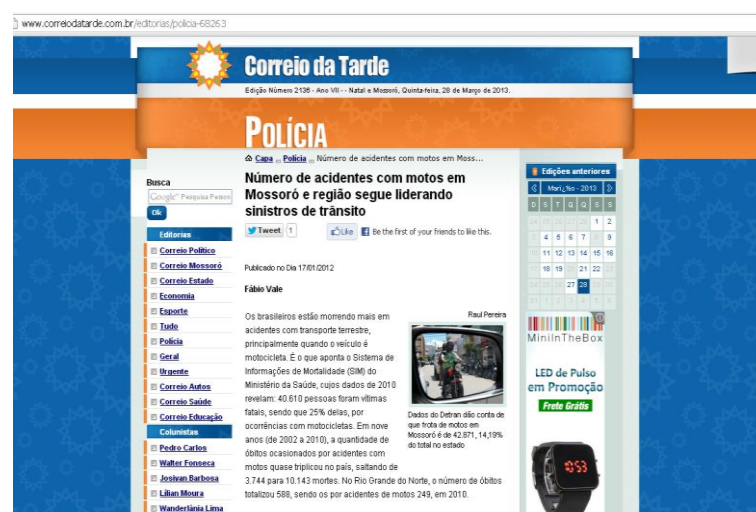 www.correiodatarde.com.br/editorias/policia-68263
Correio da Tarde
Edição Número 2136 - Ano VII - - Natal e Mossoró, Quinta-feira, 28 de Março de 2013.
POLÍCIA
Capa Polícia Número de acidentes com motos em Moss...
Número de acidentes com motos em
Mossoró e região segue liderando
sinistros de trânsito
Tweet 1
Like Be the first of your friends to like this.
Publicado no Dia 17/01/2012
Fábio Vale
Os brasileiros estão morrendo mais em
acidentes com transporte terrestre,
principalmente quando o veículo é
motocicleta. É o que aponta o Sistema de
Informações de Mortalidade (SIM) do
Ministério da Saúde, cujos dados de 2010
revelam: 40.610 pessoas foram vítimas
fatais, sendo que 25% delas, por
ocorrências com motocicletas. Em nove
anos (de 2002 a 2010), a quantidade de
óbitos ocasionados por acidentes com
motos quase triplicou no país, saltando de
3.744 para 10.143 mortes. No Rio Grande do Norte, o número de óbitos
totalizou 588, sendo os por acidentes de motos 249, em 2010.
Raul Pereira
Dados do Detran dão conta de
que frota de motos em
Mossoró é de 42.871, 14,19%
do total no estado
Busca
Google Pesquisa Person
Ok
Editorias
Correio Político
Correio Mossoró
Correio Estado
Economia
Esporte
Tudo
Polícia
Geral
Urgente
Correio Autos
Correio Saúde
Correio Educação
Colunistas
Pedro Carlos
Walter Fonseca
Josivan Barbosa
Lilian Moura
Wanderlânia Lima
Edições anteriores
Marï¿½o - 2013
D S T Q Q S S
1 2
4 5 6 7 9
11 12 13 14 15 16
18 19 21 22
27 28
MiniInTheBox
LED de Pulso
em Promoção
Frete Grátis